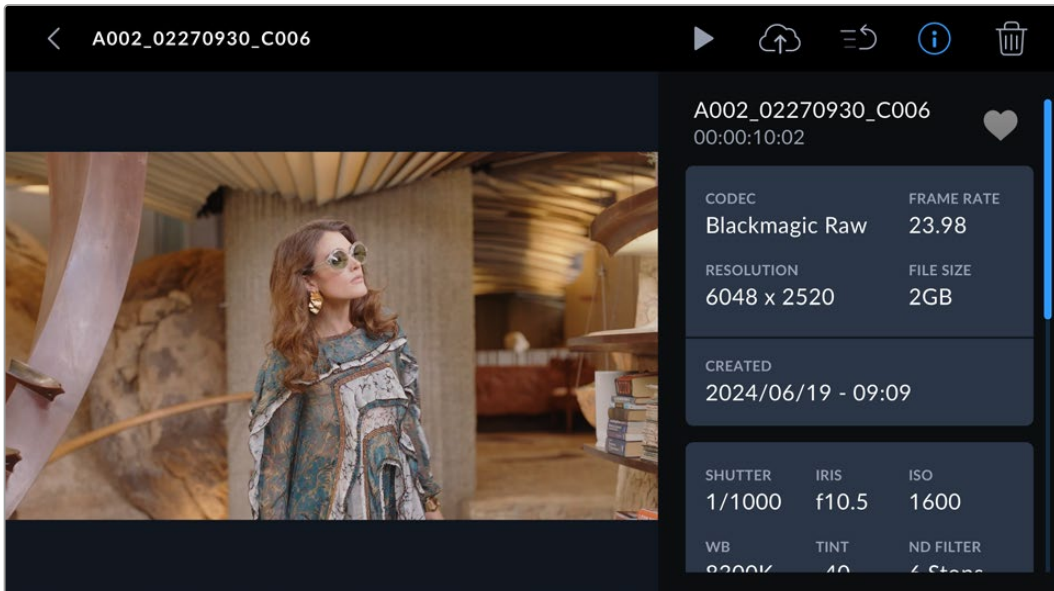 A002_02270930_C006
A002_02270930_C006
00:00:10:02
CODEC FRAME RATE
Blackmagic Raw 23.98
RESOLUTION FILE SIZE
6048 x 2520 2GB
CREATED
2024/06/19 - 09:09
SHUTTER IRIS ISO
1/1000 f10.5 1600
WB TINT ND FILTER